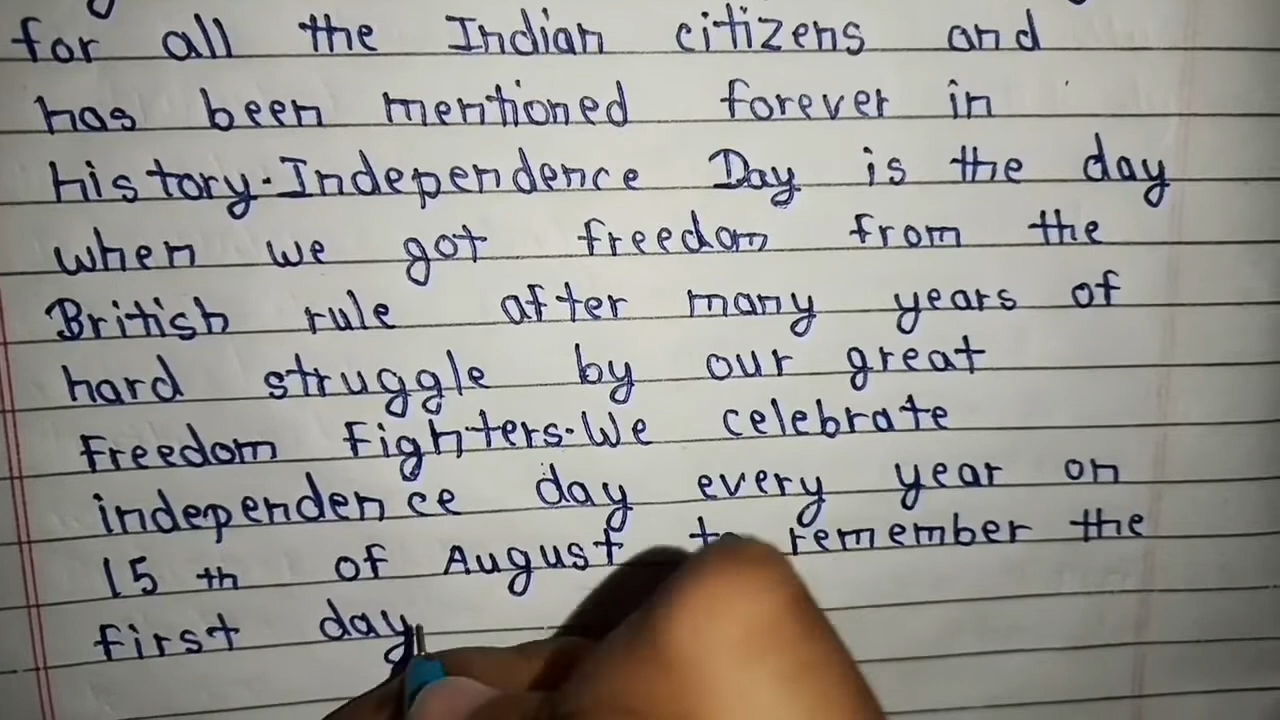 for all the Indian citizens and
has been mentioned forever in
history. Independence Day is the day
when we got freedom from the
British rule after many years of
hard struggle by our great
Freedom Fighters. We celebrate
independence day every year on
15 th of August to remember the
first day